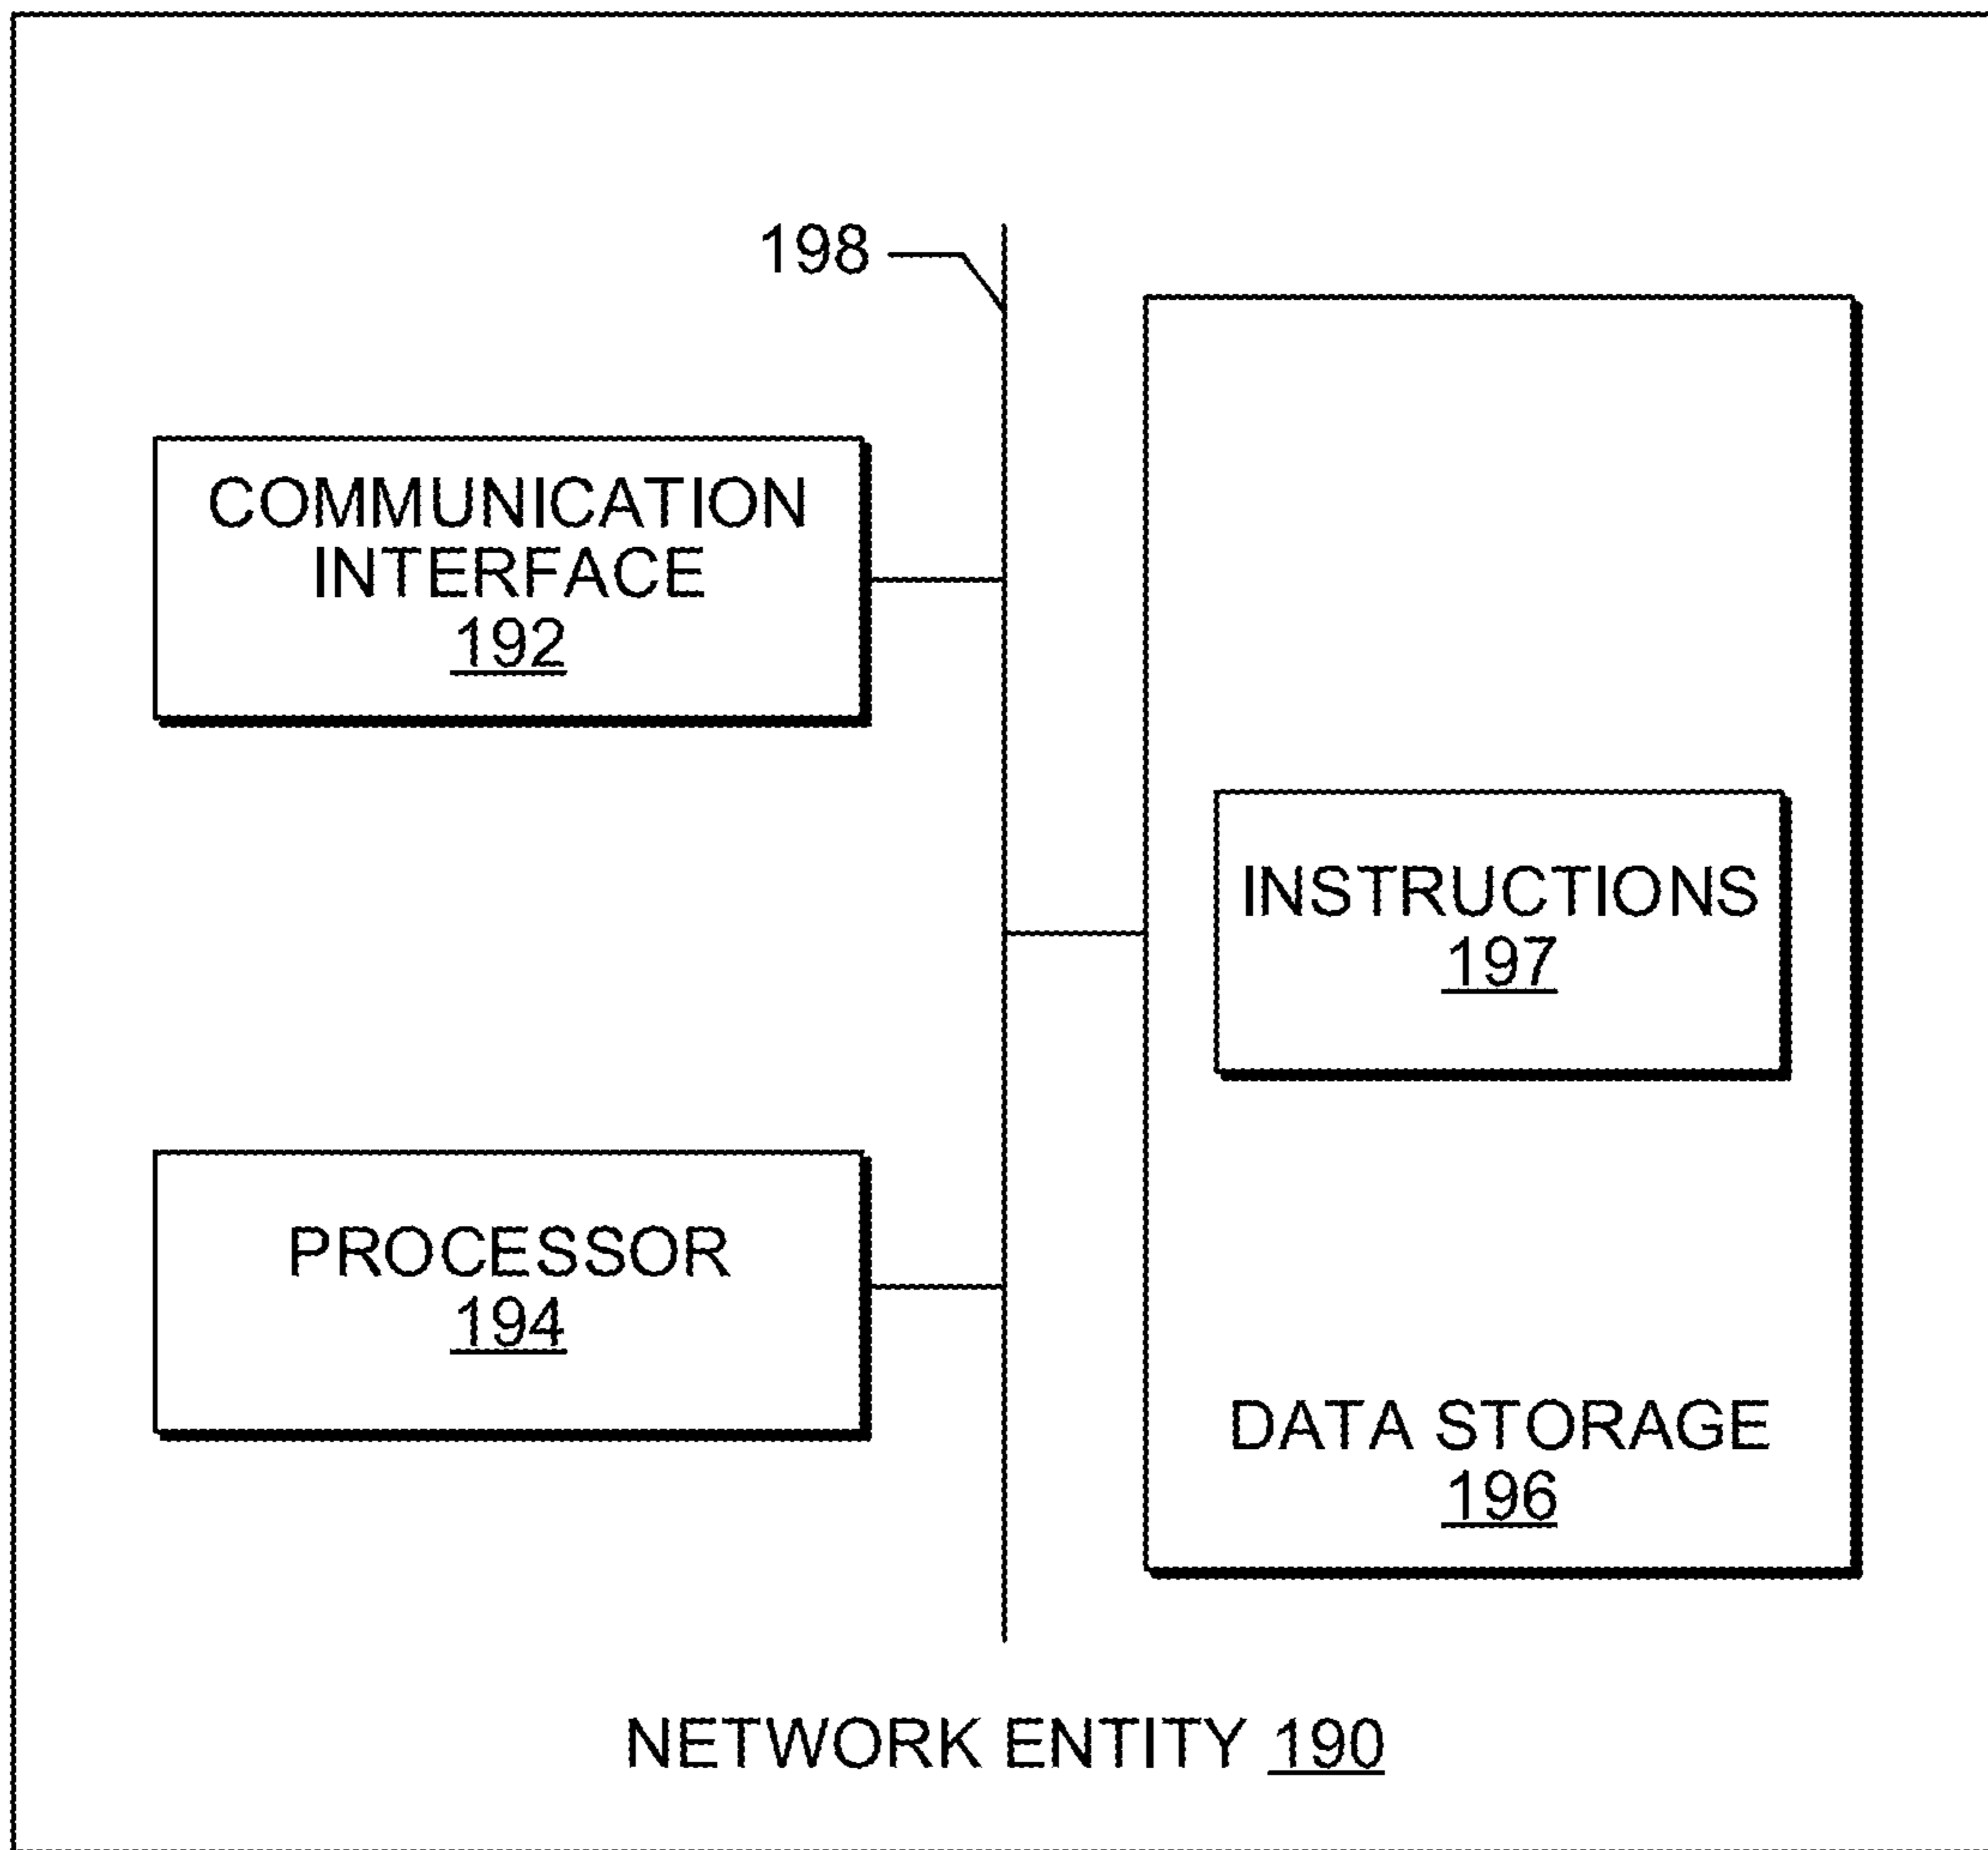 198
COMMUNICATION
INTERFACE
192
INSTRUCTIONS
197
PROCESSOR
194
DATA STORAGE
196
NETWORK ENTITY 190